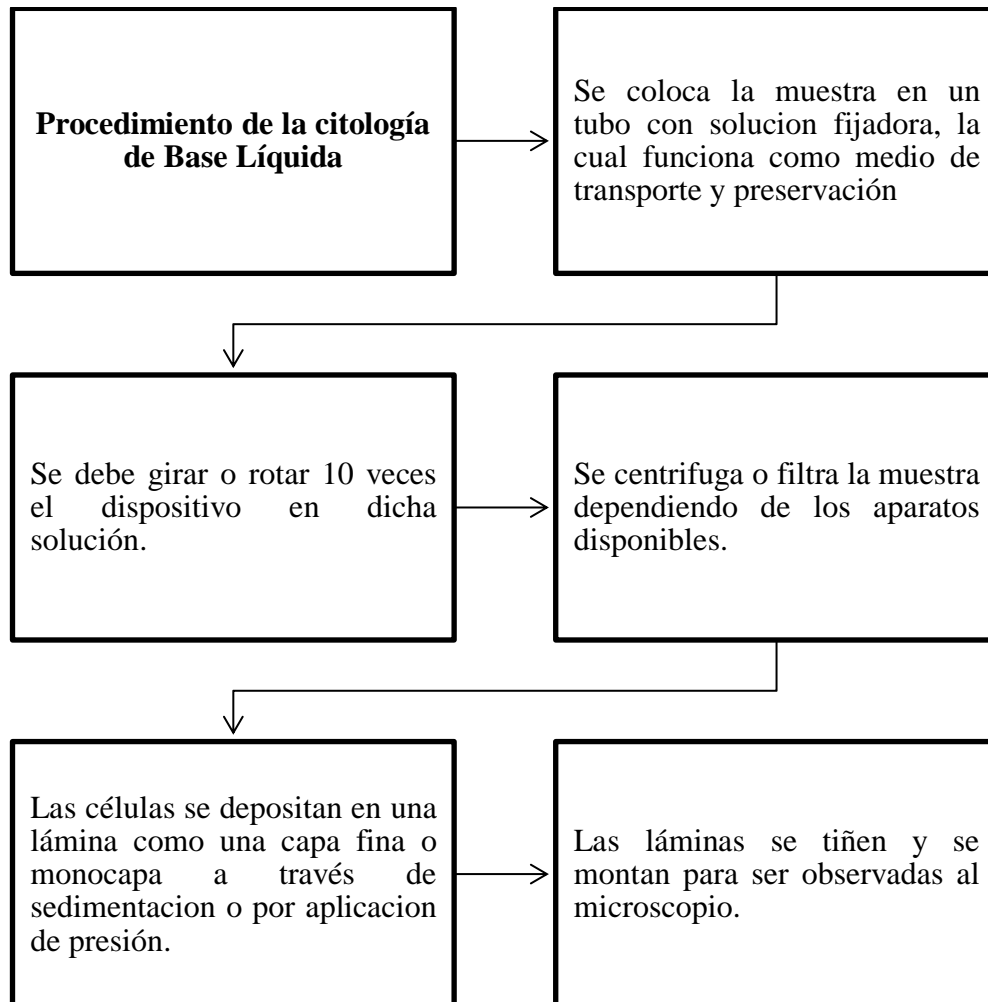 Procedimiento de la citología
de Base Líquida
Se coloca la muestra en un
tubo con solucion fijadora, la
cual funciona como medio de
transporte y preservación
Se debe girar o rotar 10 veces
el dispositivo en dicha
solución.
Se centrifuga o filtra la muestra
dependiendo de los aparatos
disponibles.
Las células se depositan en una
lámina como una capa fina o
monocapa a través de
sedimentacion o por aplicacion
de presión.
Las láminas se tiñen y se
montan para ser observadas al
microscopio.